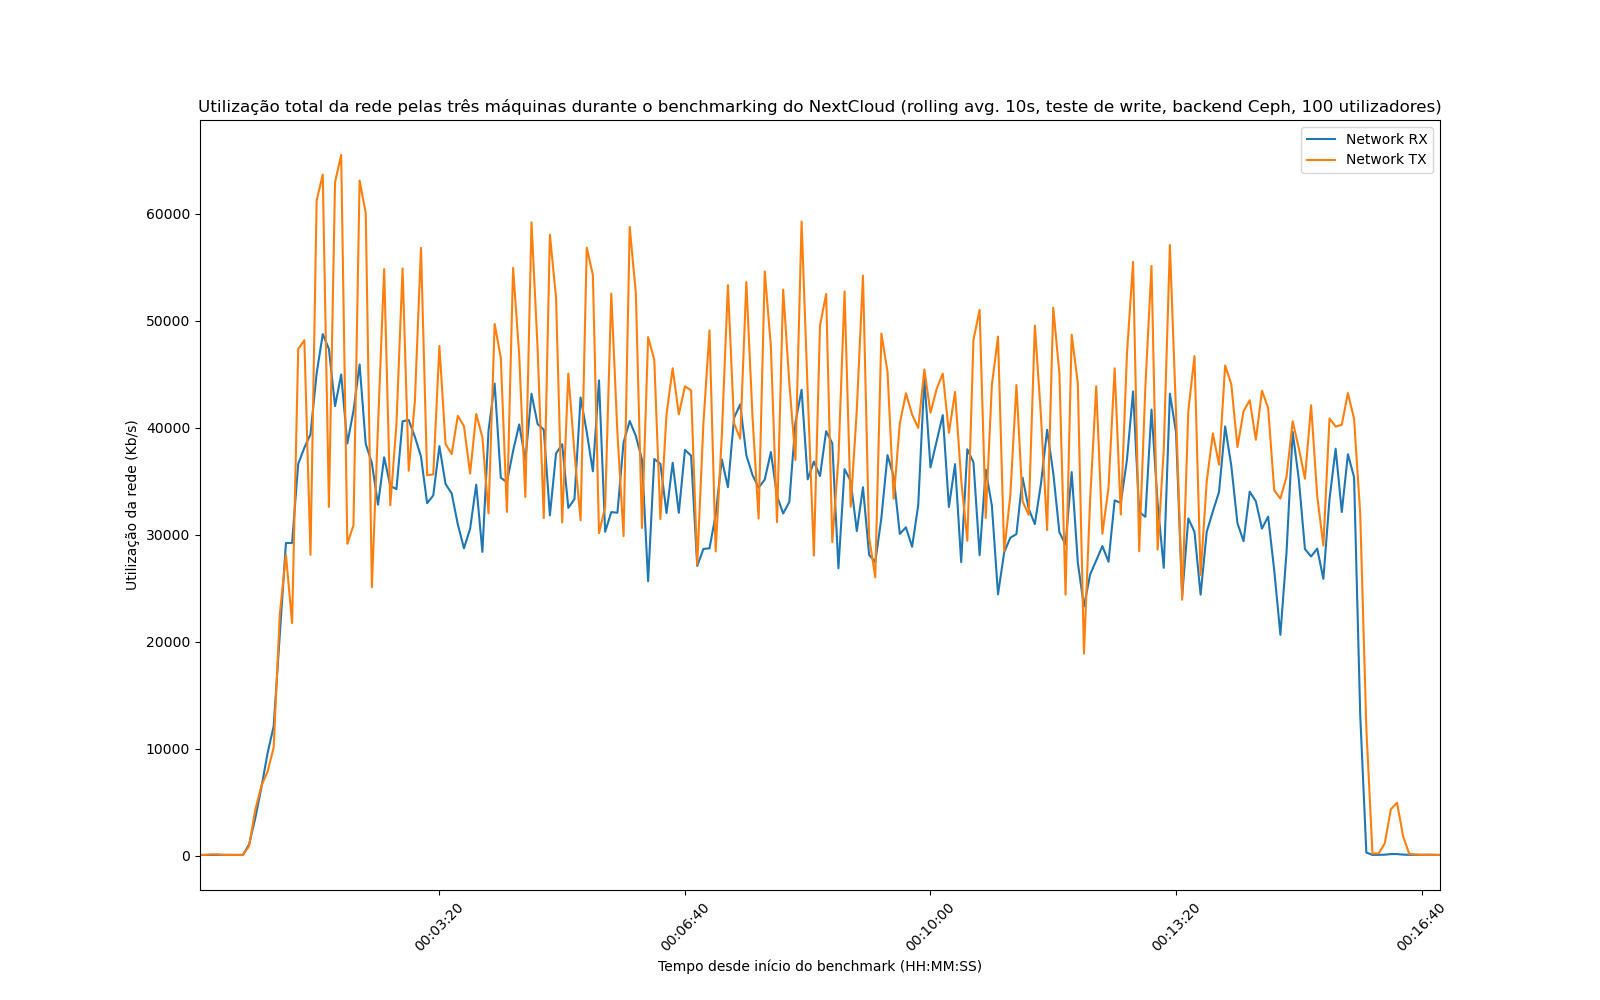 Utilização total da rede pelas três máquinas durante o benchmarking do NextCloud (rolling avg. 10s, teste de write, backend Ceph, 100 utilizadores)
Network RX
Network TX
60000
50000
40000
30000
20000
10000
0
Utilização da rede (Kb/s)
00:03:20
00:06:40
00:10:00
00:13:20
00:16:40
Tempo desde início do benchmark (HH:MM:SS)